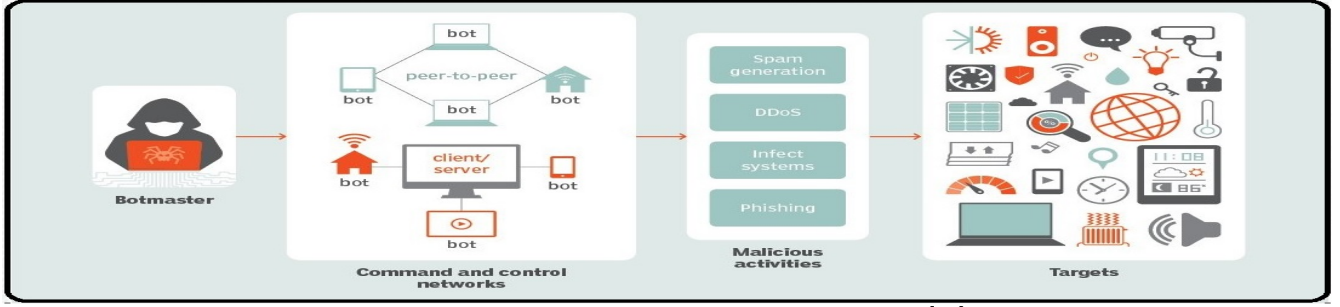 Botmaster
bot
peer-to-peer
bot
bot
bot
client/
server
bot
bot
bot
Command and control
networks
Spam
generation
DDoS
Infect
systems
Phishing
Malicious
activities
11:08
86°
Targets